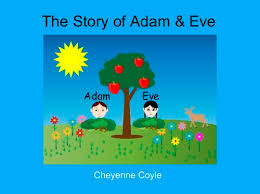 The Story of Adam & Eve
Adam Eve
Cheyenne Coyle